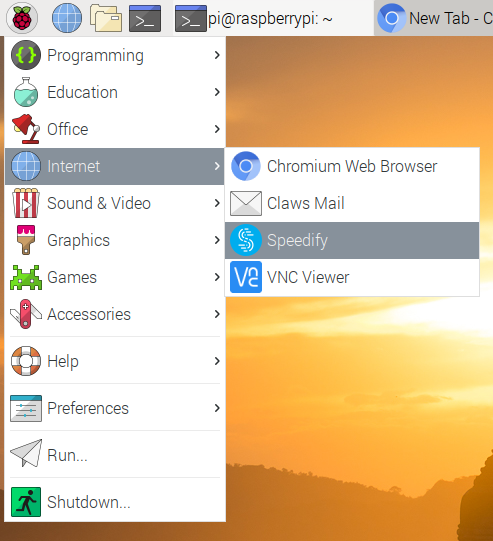 pi@raspberrypi: ~
New Tab - C
Programming
Education
Office
Internet
Sound & Video
Graphics
Games
Accessories
Help
Preferences
Run...
Shutdown...
Chromium Web Browser
Claws Mail
Speedify
VNC Viewer